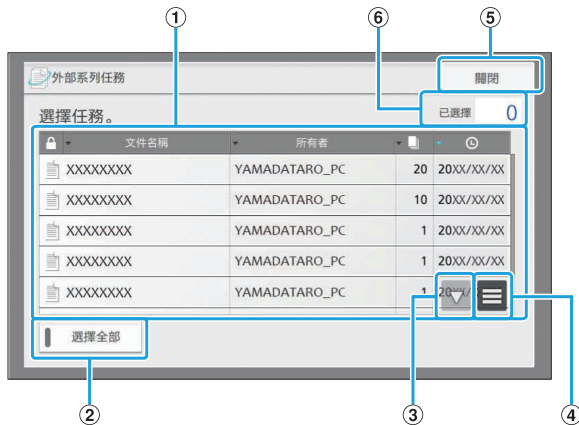 ① ⑥ ⑤
外部系列任務 關閉
選擇任務。 已選擇 0
文件名稱 所有者
XXXXXXXX YAMADATARO_PC 20 20XX/XX/XX
XXXXXXXX YAMADATARO_PC 10 20XX/XX/XX
XXXXXXXX YAMADATARO_PC 1 20XX/XX/XX
XXXXXXXX YAMADATARO_PC 1 20XX/XX/XX
XXXXXXXX YAMADATARO_PC 1
選擇全部
② ③ ④